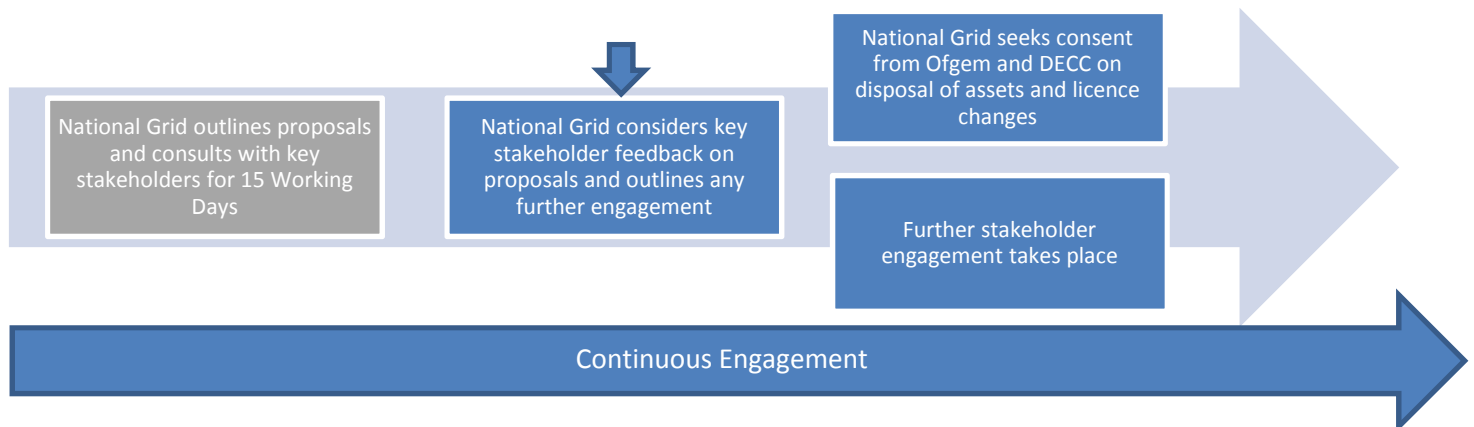 National Grid outlines proposals
and consults with key
stakeholders for 15 Working
Days
National Grid considers key
stakeholder feedback on
proposals and outlines any
further engagement
National Grid seeks consent
from Ofgem and DECC on
disposal of assets and licence
changes
Further stakeholder
engagement takes place
Continuous Engagement